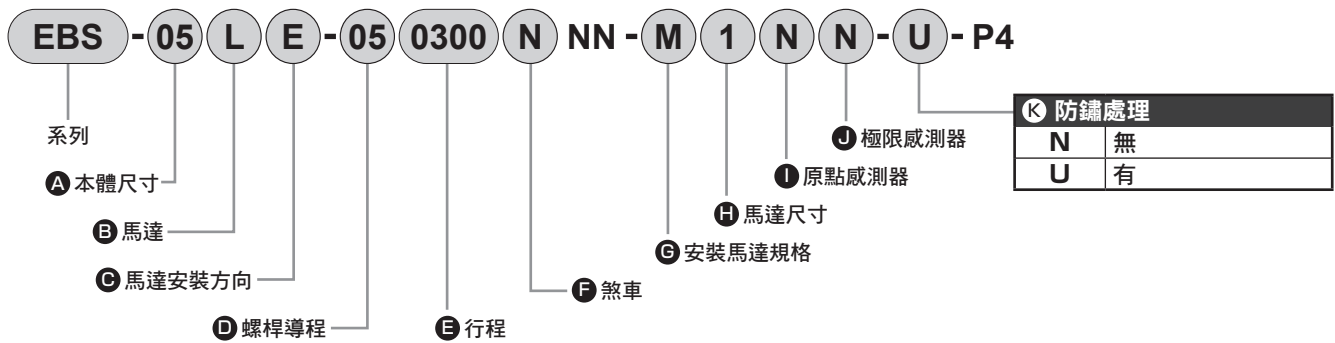 EBS - 05 L E - 05 0300 N NN - M 1 N N - U - P4
系列
A 本體尺寸
B 馬達
C 馬達安裝方向
D 螺桿導程
E 行程
F 煞車
G 安裝馬達規格
H 馬達尺寸
I 原點感測器
J 極限感測器
K 防鏽處理
N 無
U 有